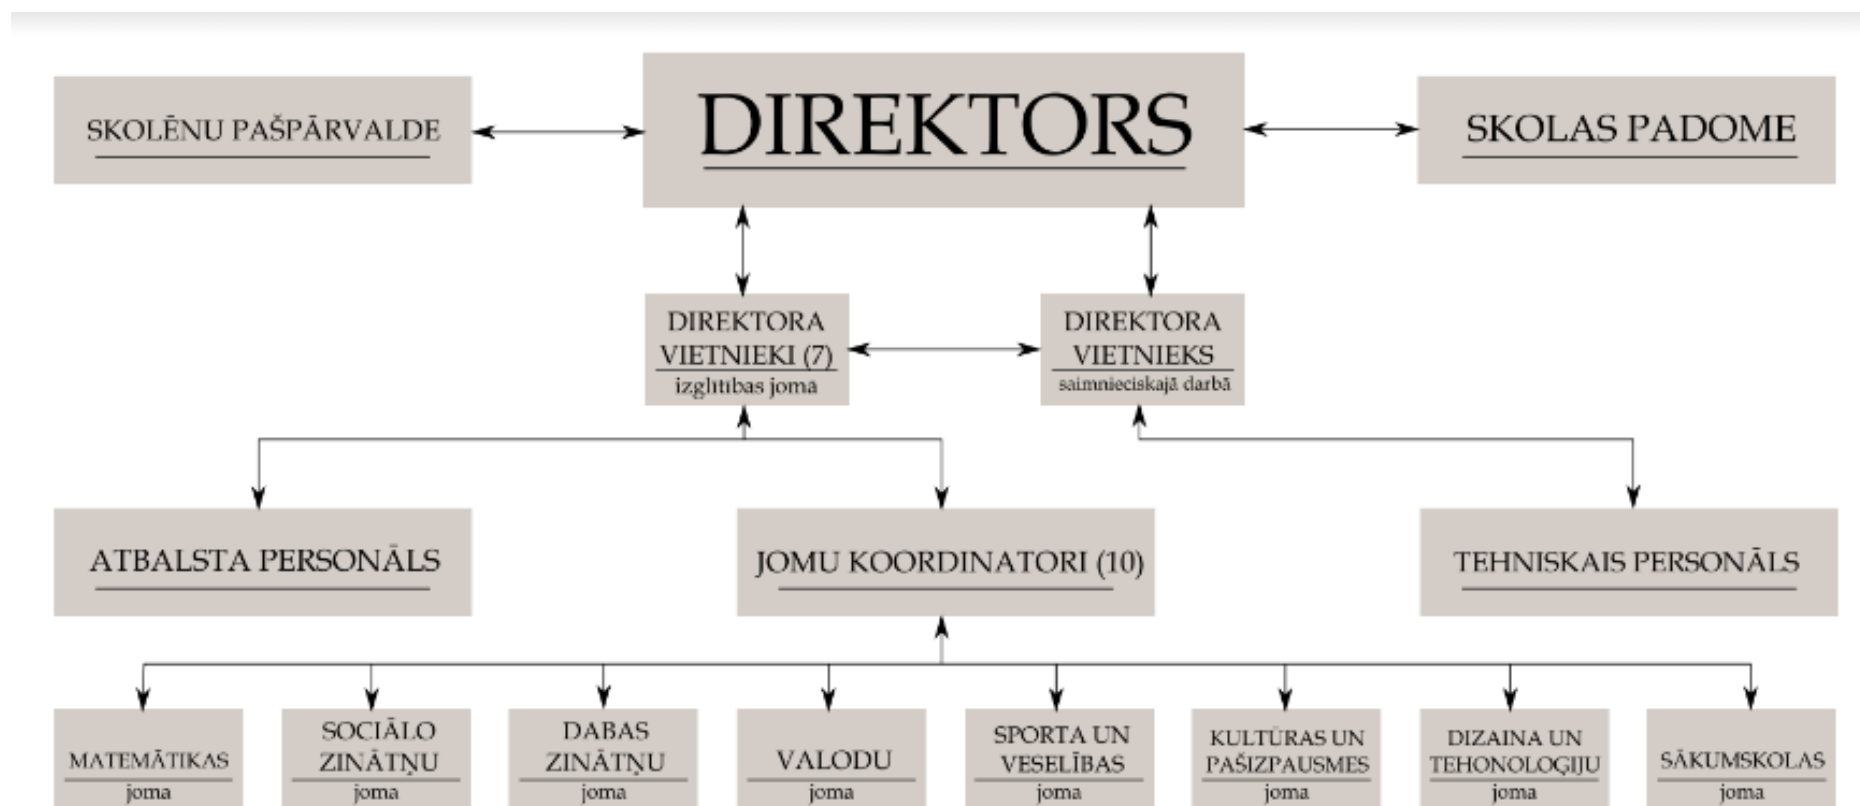 SKOLĒNU PAŠPĀRVALDE
DIREKTORS
SKOLAS PADOME
DIREKTORA
VIETNIEKI (7)
izglītības jomā
DIREKTORA
VIETNIEKS
saimnieciskajā darbā
ATBALSTA PERSONĀLS
JOMU KOORDINATORI (10)
TEHNISKAIS PERSONĀLS
MATEMĀTIKAS
joma
SOCIĀLO
ZINĀTŅU
joma
DABAS
ZINĀTŅU
joma
VALODU
joma
SPORTA UN
VESELĪBAS
joma
KULTŪRAS UN
PAŠIZPAUSMES
joma
DIZAINA UN
TEHONOLOĢIJU
joma
SĀKUMSKOLAS
joma